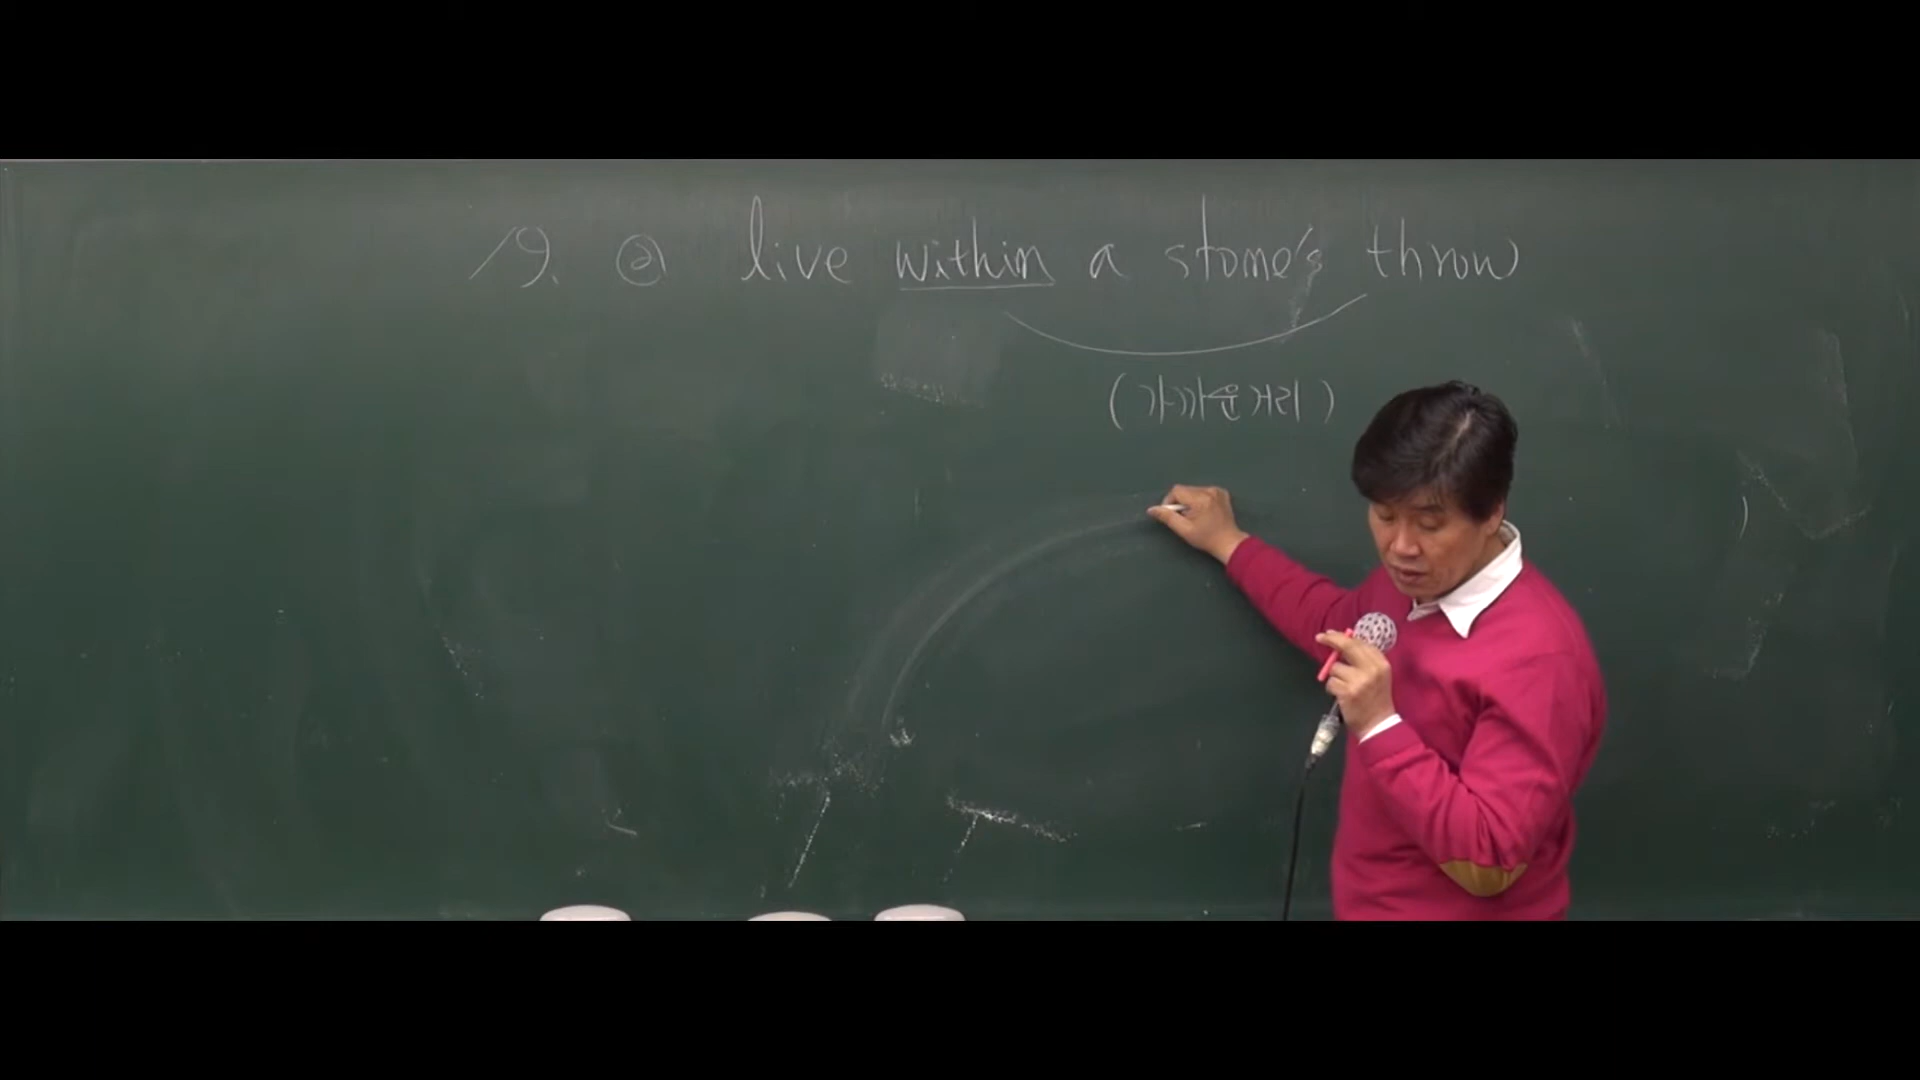 19. ⓐ live within a stone's throw
(가까운거리)